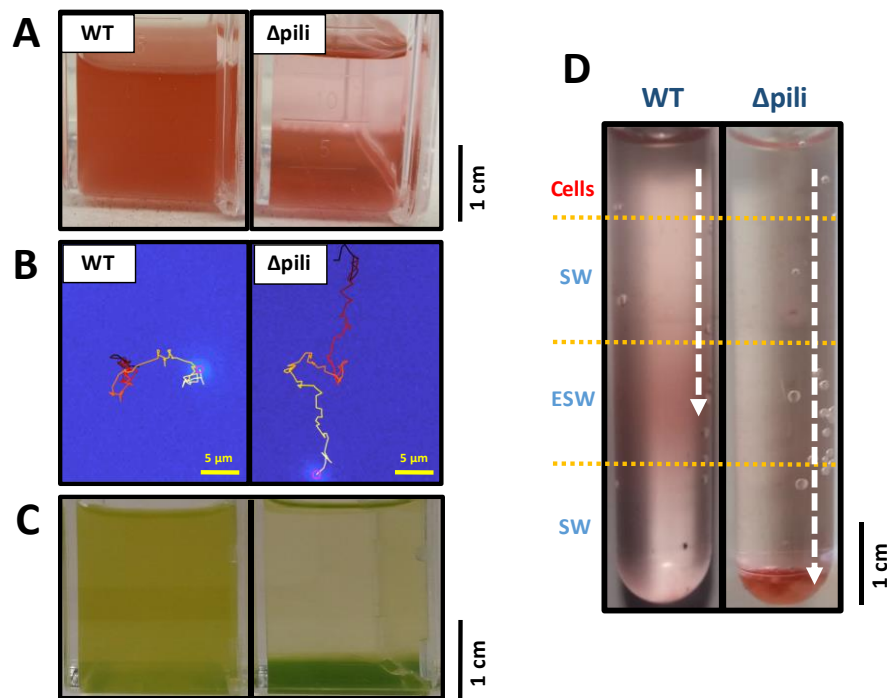 A
WT
Δpili
1 cm
B
WT
Δpili
5 µm
5 µm
C
1 cm
D
WT
Δpili
Cells
SW
ESW
SW
1 cm